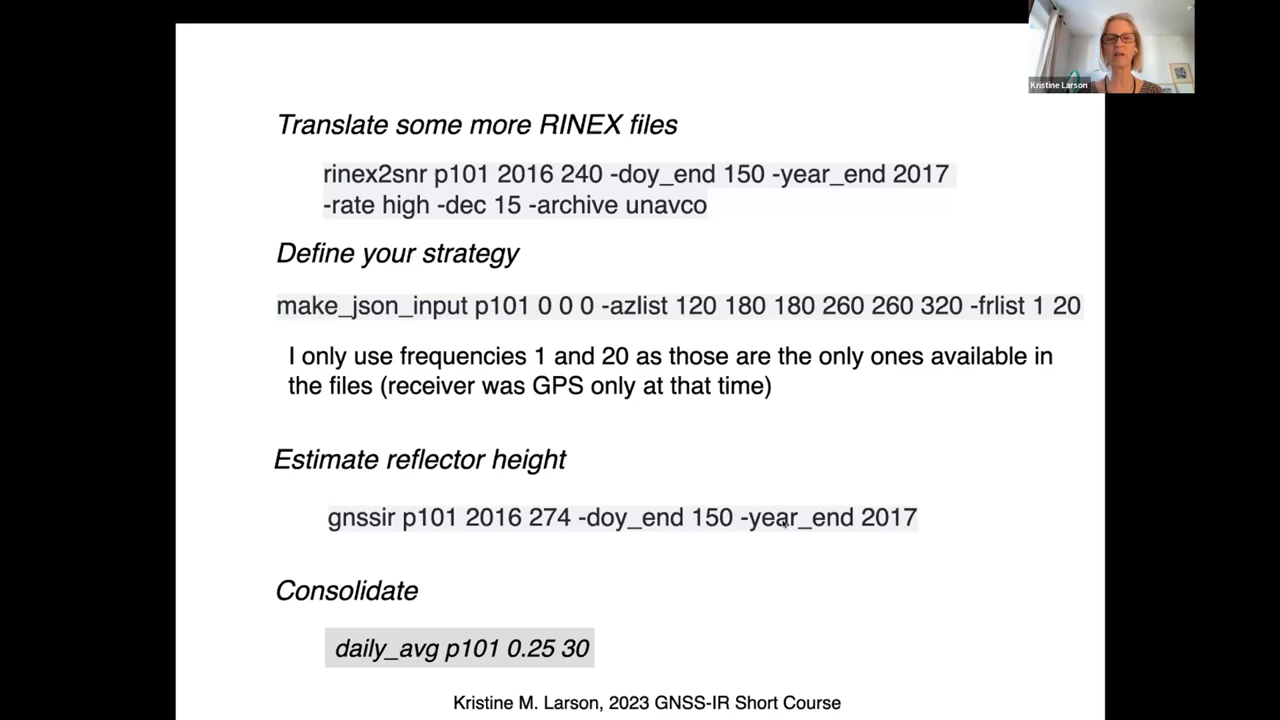 Kristine Larson
Translate some more RINEX files
rinex2snr p101 2016 240 -doy_end 150 -year_end 2017
-rate high -dec 15 -archive unavco
Define your strategy
make_json_input p101 0 0 0 -azlist 120 180 180 260 260 320 -frlist 1 20
I only use frequencies 1 and 20 as those are the only ones available in
the files (receiver was GPS only at that time)
Estimate reflector height
gnssir p101 2016 274 -doy_end 150 -year_end 2017
Consolidate
daily_avg p101 0.25 30
Kristine M. Larson, 2023 GNSS-IR Short Course